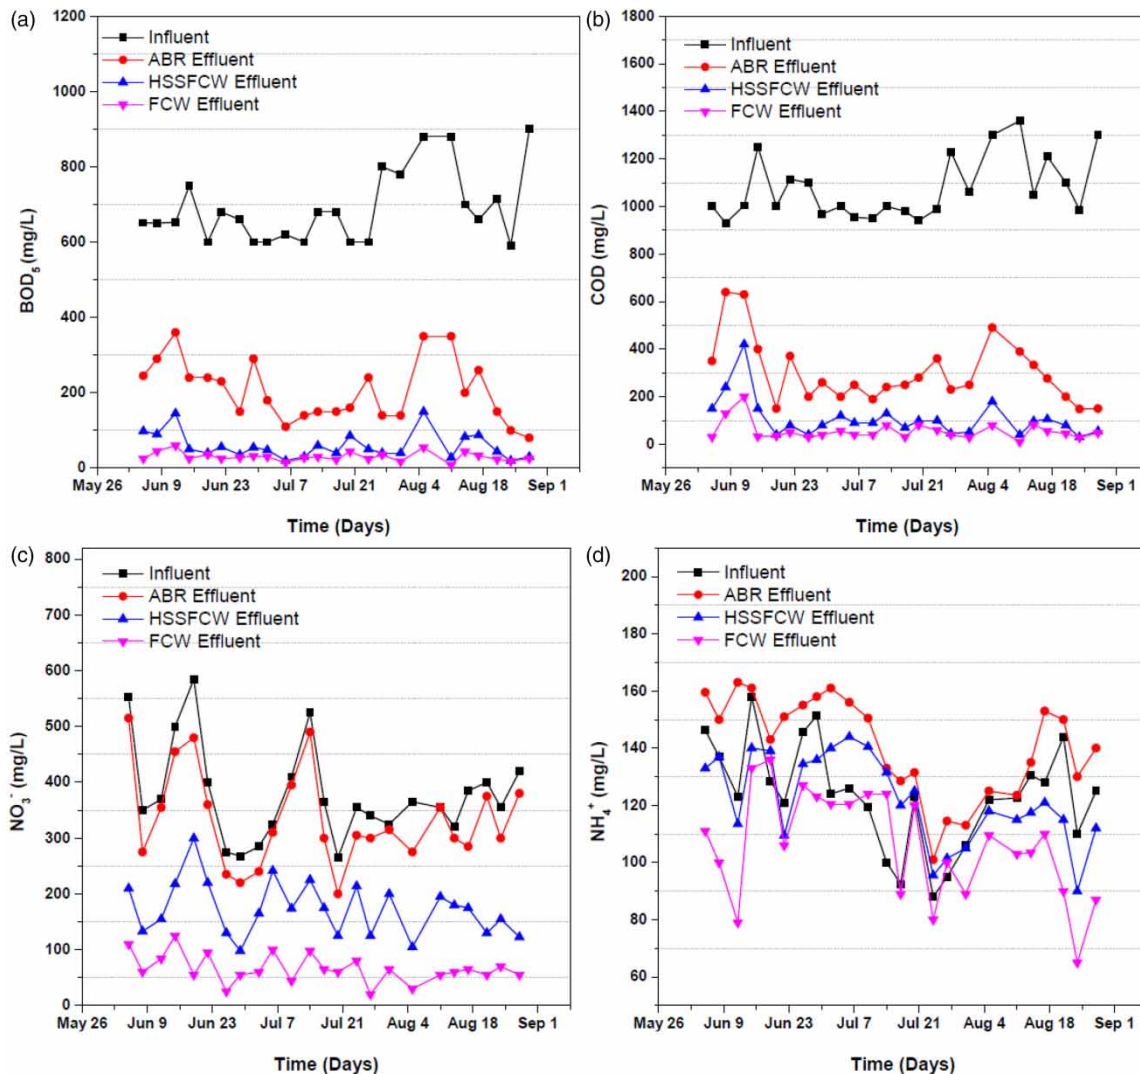 (a)
1200
1000
800
600
400
200
0
BOD5 (mg/L)
Influent
ABR Effluent
HSSFCW Effluent
FCW Effluent
May 26 Jun 9 Jun 23 Jul 7 Jul 21 Aug 4 Aug 18 Sep 1
Time (Days)
(b)
1800
1600
1400
1200
1000
800
600
400
200
0
COD (mg/L)
Influent
ABR Effluent
HSSFCW Effluent
FCW Effluent
May 26 Jun 9 Jun 23 Jul 7 Jul 21 Aug 4 Aug 18 Sep 1
Time (Days)
(c)
800
700
600
500
400
300
200
100
0
NO3- (mg/L)
Influent
ABR Effluent
HSSFCW Effluent
FCW Effluent
May 26 Jun 9 Jun 23 Jul 7 Jul 21 Aug 4 Aug 18 Sep 1
Time (Days)
(d)
200
180
160
140
120
100
80
60
NH4+ (mg/L)
Influent
ABR Effluent
HSSFCW Effluent
FCW Effluent
May 26 Jun 9 Jun 23 Jul 7 Jul 21 Aug 4 Aug 18 Sep 1
Time (Days)